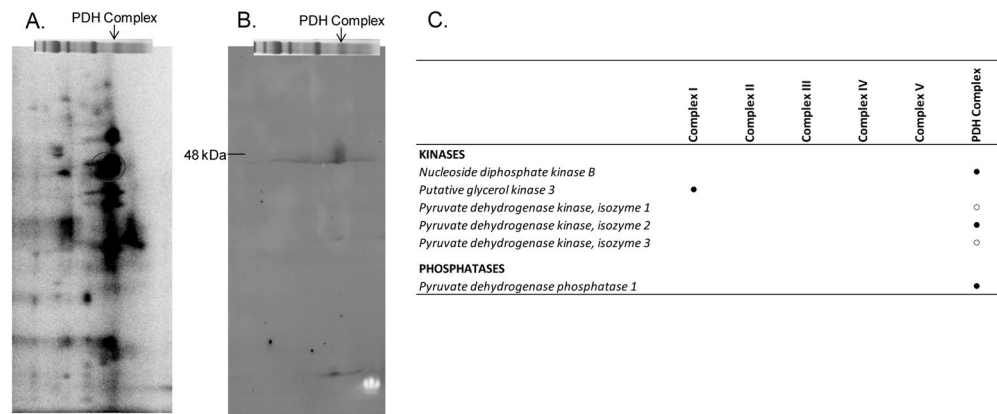 A.
PDH Complex
B.
PDH Complex
48 kDa
C.
Complex I
Complex II
Complex III
Complex IV
Complex V
PDH Complex
KINASES
Nucleoside diphosphate kinase B
Putative glycerol kinase 3
Pyruvate dehydrogenase kinase, isozyme 1
Pyruvate dehydrogenase kinase, isozyme 2
Pyruvate dehydrogenase kinase, isozyme 3
PHOSPHATASES
Pyruvate dehydrogenase phosphatase 1